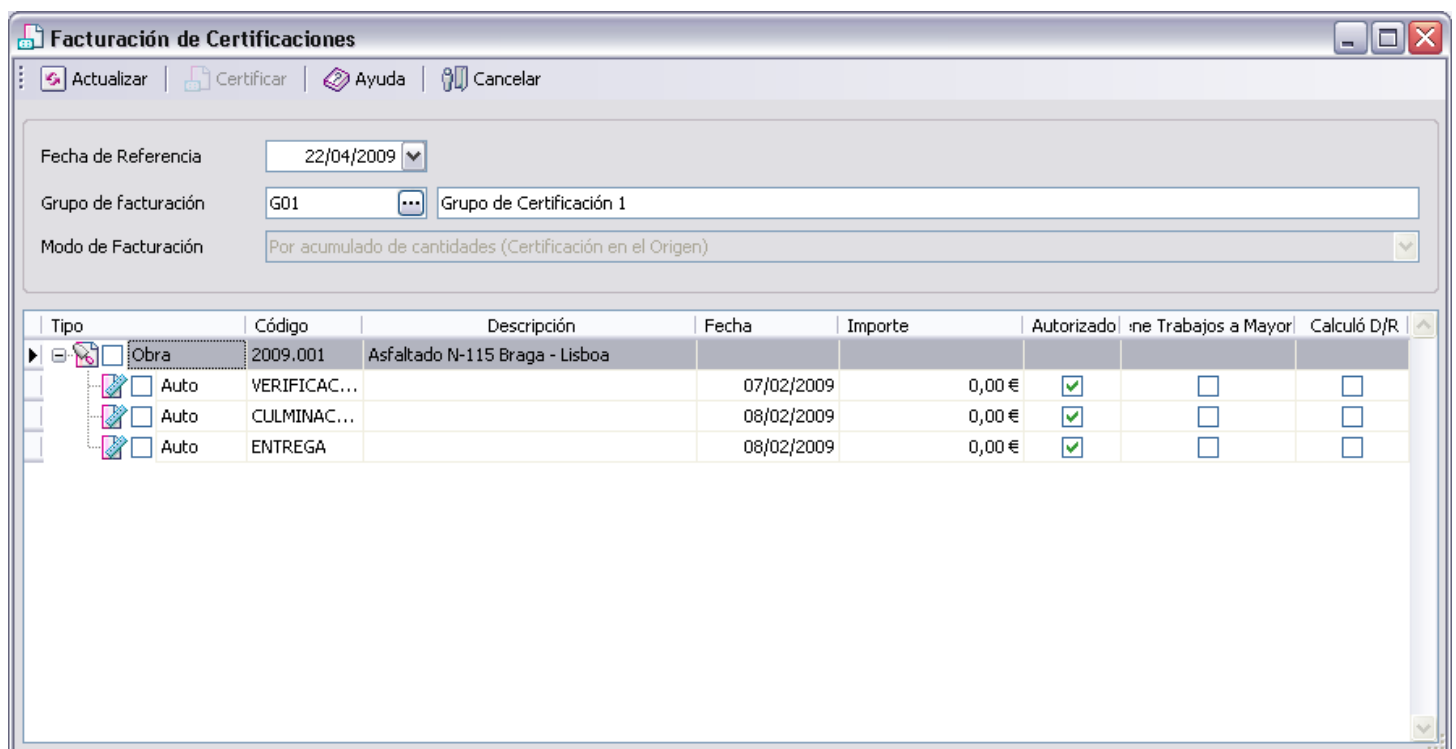 Facturación de Certificaciones
Actualizar Certificar Ayuda Cancelar
Fecha de Referencia 22/04/2009
Grupo de facturación G01 Grupo de Certificación 1
Modo de Facturación Por acumulado de cantidades (Certificación en el Origen)
Tipo Código Descripción Fecha Importe Autorizado ene Trabajos a Mayor Calculó D/R
Obra 2009.001 Asfaltado N-115 Braga - Lisboa
Auto VERIFICAC... 07/02/2009 0,00 €
Auto CULMINAC... 08/02/2009 0,00 €
Auto ENTREGA 08/02/2009 0,00 €